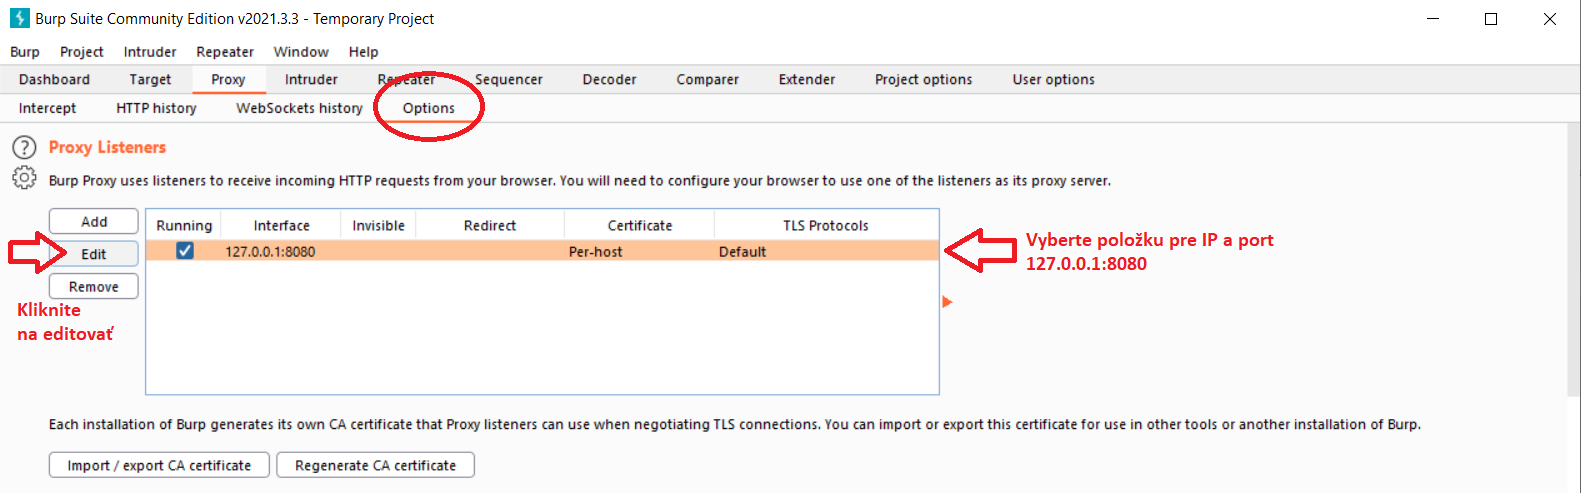 Burp Suite Community Edition v2021.3.3 - Temporary Project
Burp Project Intruder Repeater Window Help
Dashboard Target Proxy Intruder Repeater Sequencer Decoder Comparer Extender Project options User options
Intercept HTTP history WebSockets history Options
? Proxy Listeners
Burp Proxy uses listeners to receive incoming HTTP requests from your browser. You will need to configure your browser to use one of the listeners as its proxy server.
Add
Edit
Remove
Kliknite
na editovať
Running Interface Invisible Redirect Certificate TLS Protocols
127.0.0.1:8080 Per-host Default
Vyberte položku pre IP a port
127.0.0.1:8080
Each installation of Burp generates its own CA certificate that Proxy listeners can use when negotiating TLS connections. You can import or export this certificate for use in other tools or another installation of Burp.
Import / export CA certificate Regenerate CA certificate